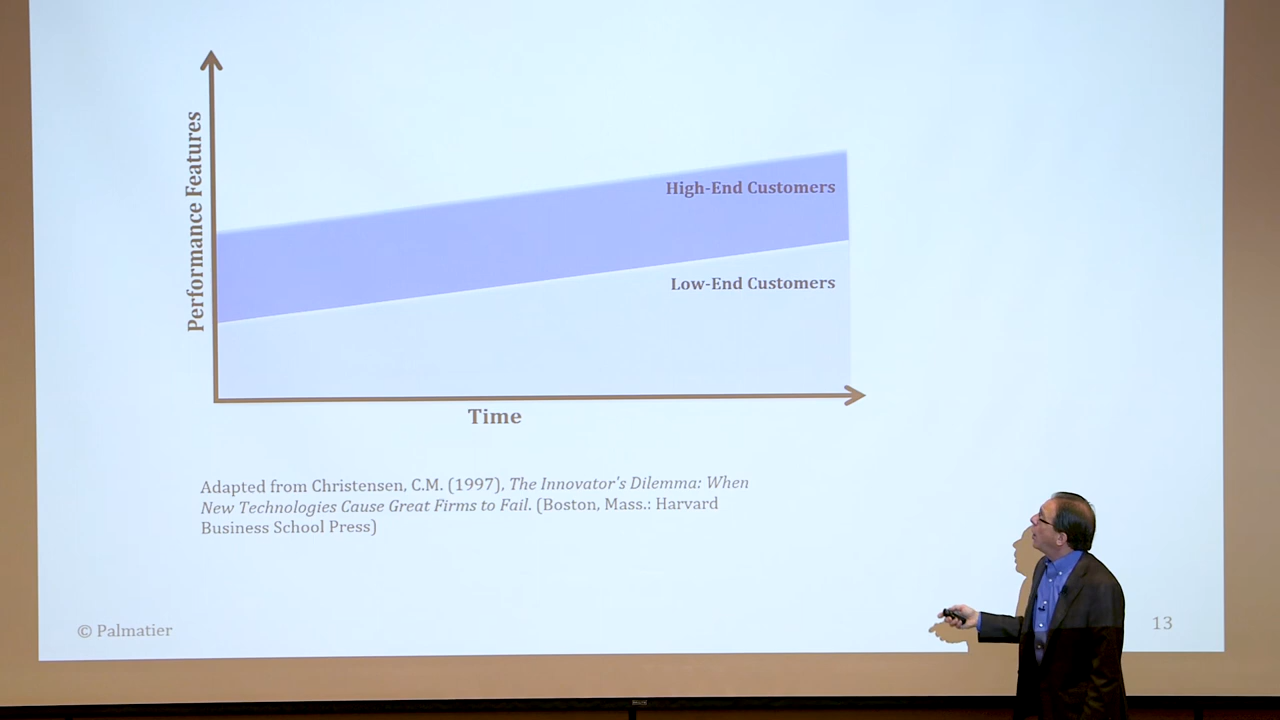 Performance Features
High-End Customers
Low-End Customers
Time
Adapted from Christensen, C.M. (1997), The Innovator's Dilemma: When
New Technologies Cause Great Firms to Fail. (Boston, Mass.: Harvard
Business School Press)
© Palmatier
13